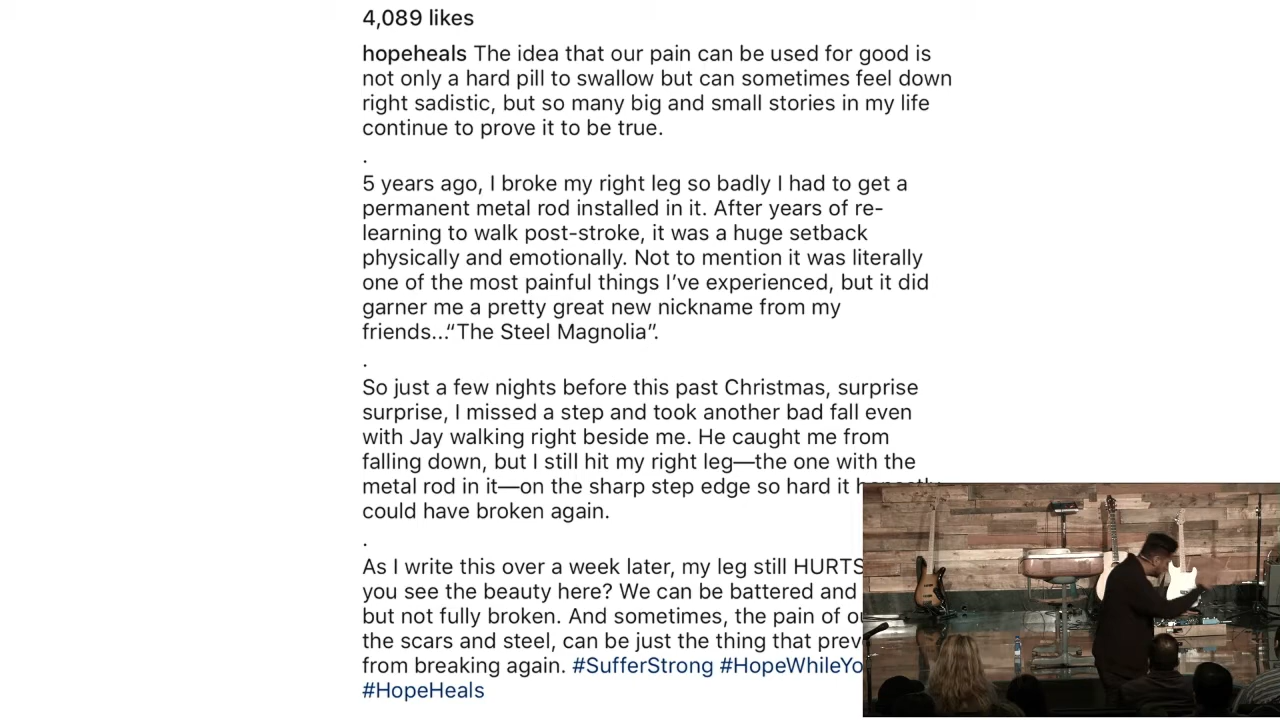 4,089 likes
hopeheals The idea that our pain can be used for good is
not only a hard pill to swallow but can sometimes feel down
right sadistic, but so many big and small stories in my life
continue to prove it to be true.
.
5 years ago, I broke my right leg so badly I had to get a
permanent metal rod installed in it. After years of re-
learning to walk post-stroke, it was a huge setback
physically and emotionally. Not to mention it was literally
one of the most painful things I’ve experienced, but it did
garner me a pretty great new nickname from my
friends...“The Steel Magnolia”.
.
So just a few nights before this past Christmas, surprise
surprise, I missed a step and took another bad fall even
with Jay walking right beside me. He caught me from
falling down, but I still hit my right leg—the one with the
metal rod in it—on the sharp step edge so hard it honestly
could have broken again.
.
As I write this over a week later, my leg still HURTS
you see the beauty here? We can be battered and
but not fully broken. And sometimes, the pain of
the scars and steel, can be just the thing that
from breaking again. #SufferStrong
#HopeHeals